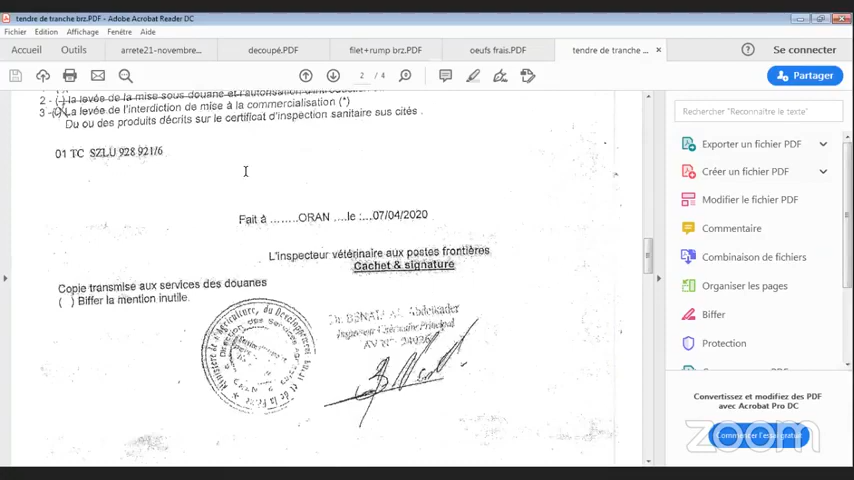 tendre de tranche brz.PDF - Adobe Acrobat Reader DC
Fichier Edition Affichage Fenêtre Aide
Accueil Outils arrete21-novembre... decoupé.PDF filet+rump brz.PDF oeufs frais.PDF tendre de tranche ... × ? Se connecter
2 / 4 Partager
2 - (-) la levée de la mise sous douane et l'autorisation
3 - la levée de l'interdiction de mise à la commercialisation (*)
Du ou des produits décrits sur le certificat d'inspection sanitaire sus cités .
01 TC SZLU 928 921/6
Fait à ........ORAN ....le :...07/04/2020
L'inspecteur vétérinaire aux postes frontières
Cachet & signature
Copie transmise aux services des douanes
( ) Biffer la mention inutile.
Inspecteur Vétérinaire Principal
Rechercher "Reconnaître le texte"
Exporter un fichier PDF
Créer un fichier PDF
Modifier le fichier PDF
Commentaire
Combinaison de fichiers
Organiser les pages
Biffer
Protection
Convertissez et modifiez des PDF
avec Acrobat Pro DC
Commencer l'essai gratuit
zoom